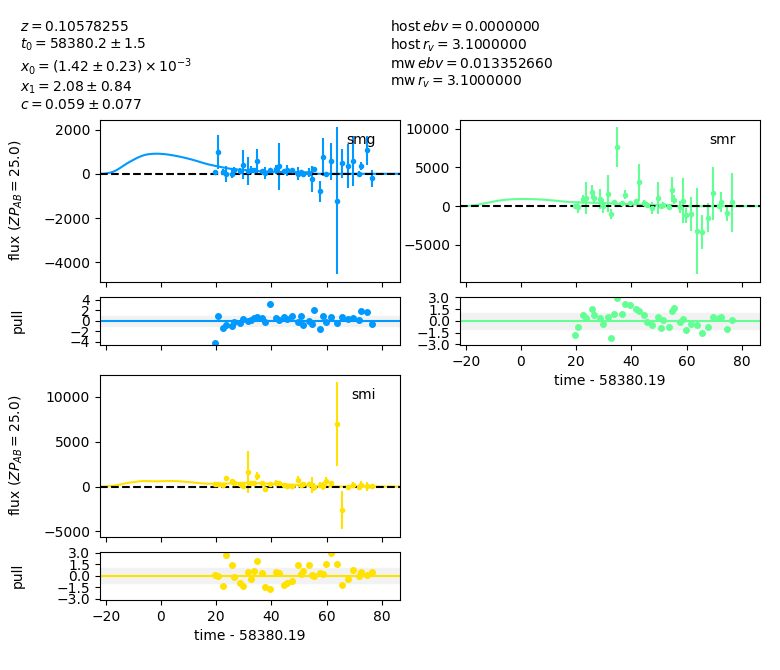 z = 0.10578255
t₀ = 58380.2 ± 1.5
x₀ = (1.42 ± 0.23) × 10⁻³
x₁ = 2.08 ± 0.84
c = 0.059 ± 0.077
host ebv = 0.0000000
host r_v = 3.1000000
mw ebv = 0.013352660
mw r_v = 3.1000000
smg
2000
0
−2000
−4000
flux (ZP_AB = 25.0)
smr
10000
5000
0
−5000
4
2
0
−2
−4
pull
3.0
1.5
0.0
−1.5
−3.0
−20 0 20 40 60 80
time - 58380.19
smi
10000
5000
0
−5000
flux (ZP_AB = 25.0)
3.0
1.5
0.0
−1.5
−3.0
pull
−20 0 20 40 60 80
time - 58380.19